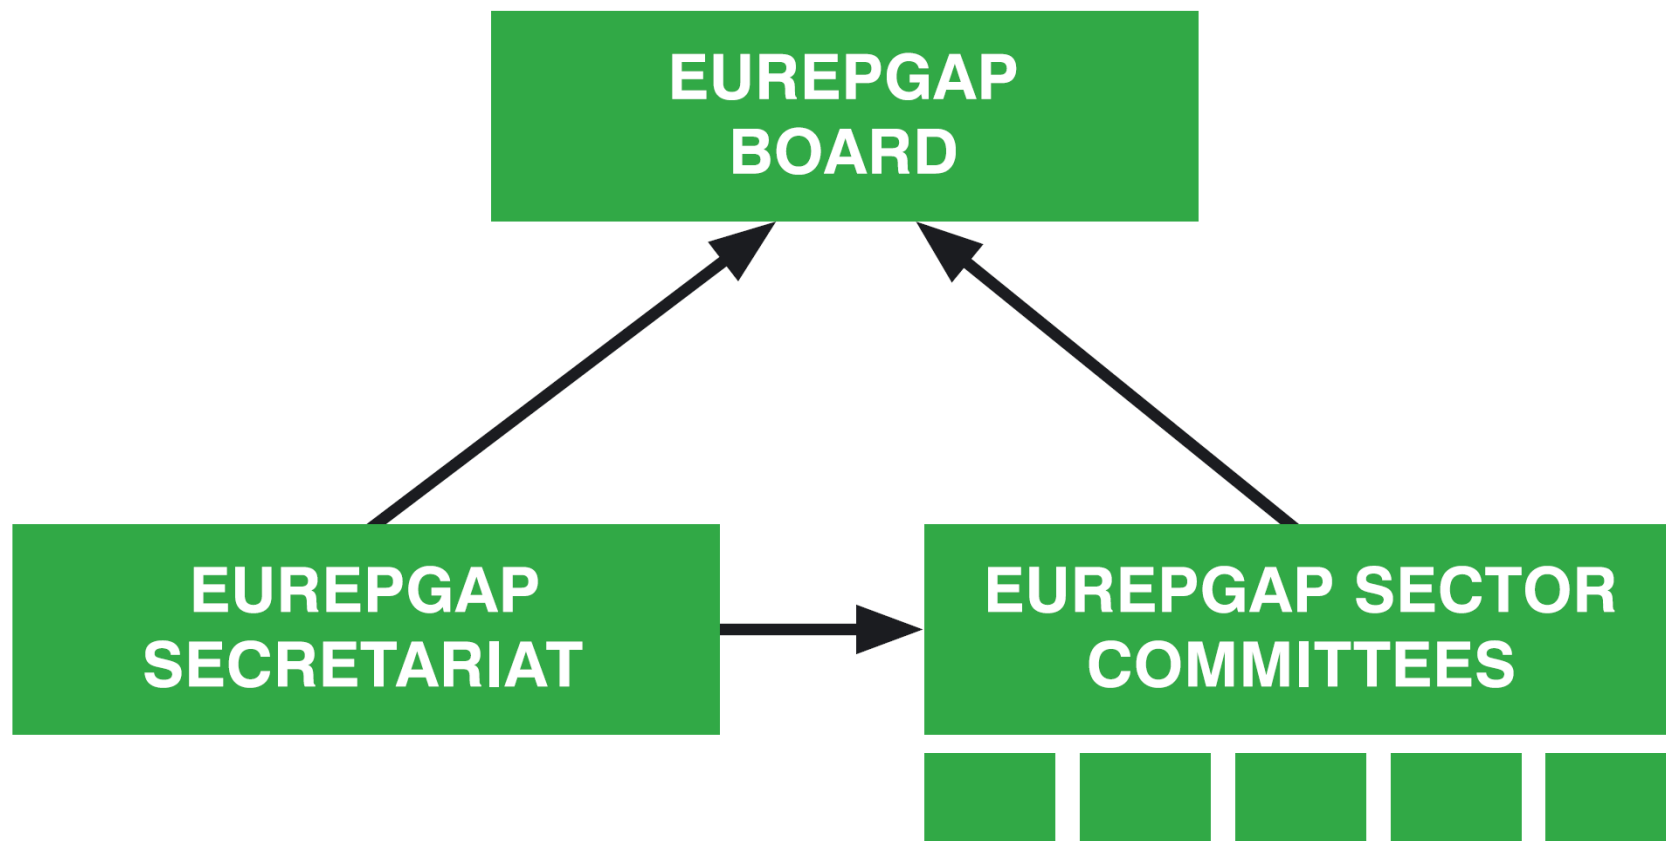 EUREPGAP
BOARD
EUREPGAP
SECRETARIAT
EUREPGAP SECTOR
COMMITTEES